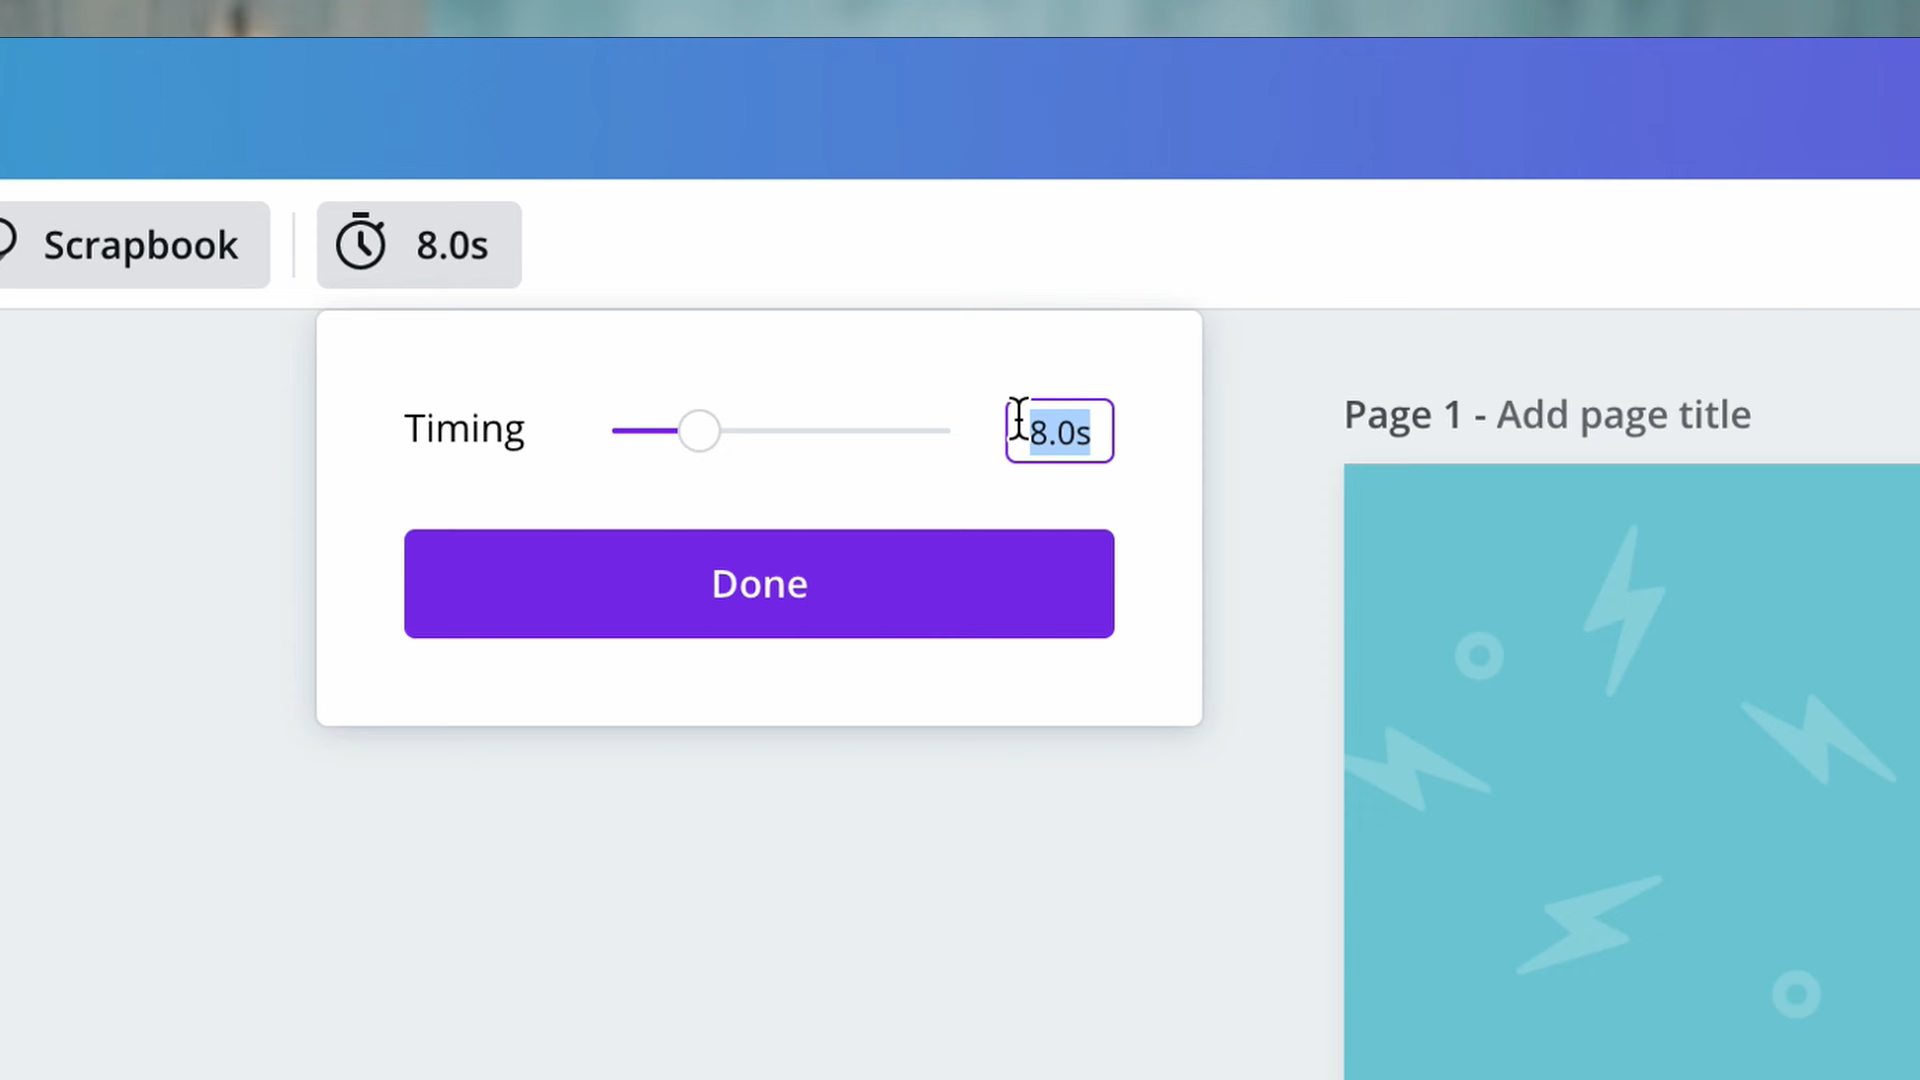 Scrapbook
8.0s
Timing
8.0s
Done
Page 1 - Add page title